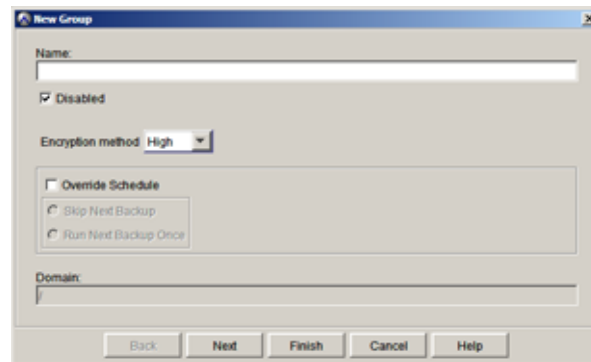 New Group
Name:
Disabled
Encryption method High
Override Schedule
Skip Next Backup
Run Next Backup Once
Domain:
/
Back Next Finish Cancel Help